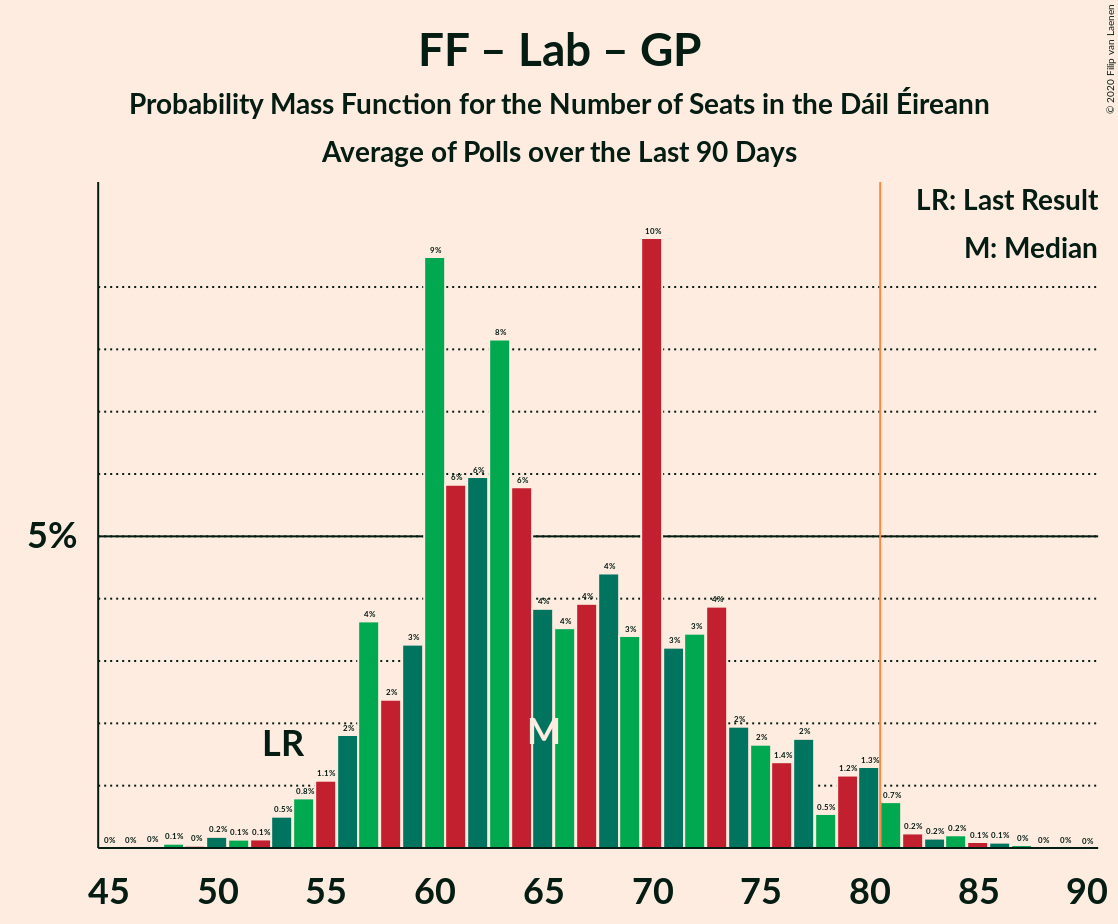 FF – Lab – GP
Probability Mass Function for the Number of Seats in the Dáil Éireann
Average of Polls over the Last 90 Days
© 2020 Filip van Laenen
LR: Last Result
M: Median
5%
LR
M
0% 0% 0% 0.1% 0% 0.2% 0.1% 0.1% 0.5% 0.8% 1.1% 2% 4% 2% 3% 9% 6% 6% 8% 6% 4% 4% 4% 4% 3% 10% 3% 3% 4% 2% 2% 1.4% 2% 0.5% 1.2% 1.3% 0.7% 0.2% 0.2% 0.2% 0.1% 0.1% 0% 0% 0% 0%
45 50 55 60 65 70 75 80 85 90